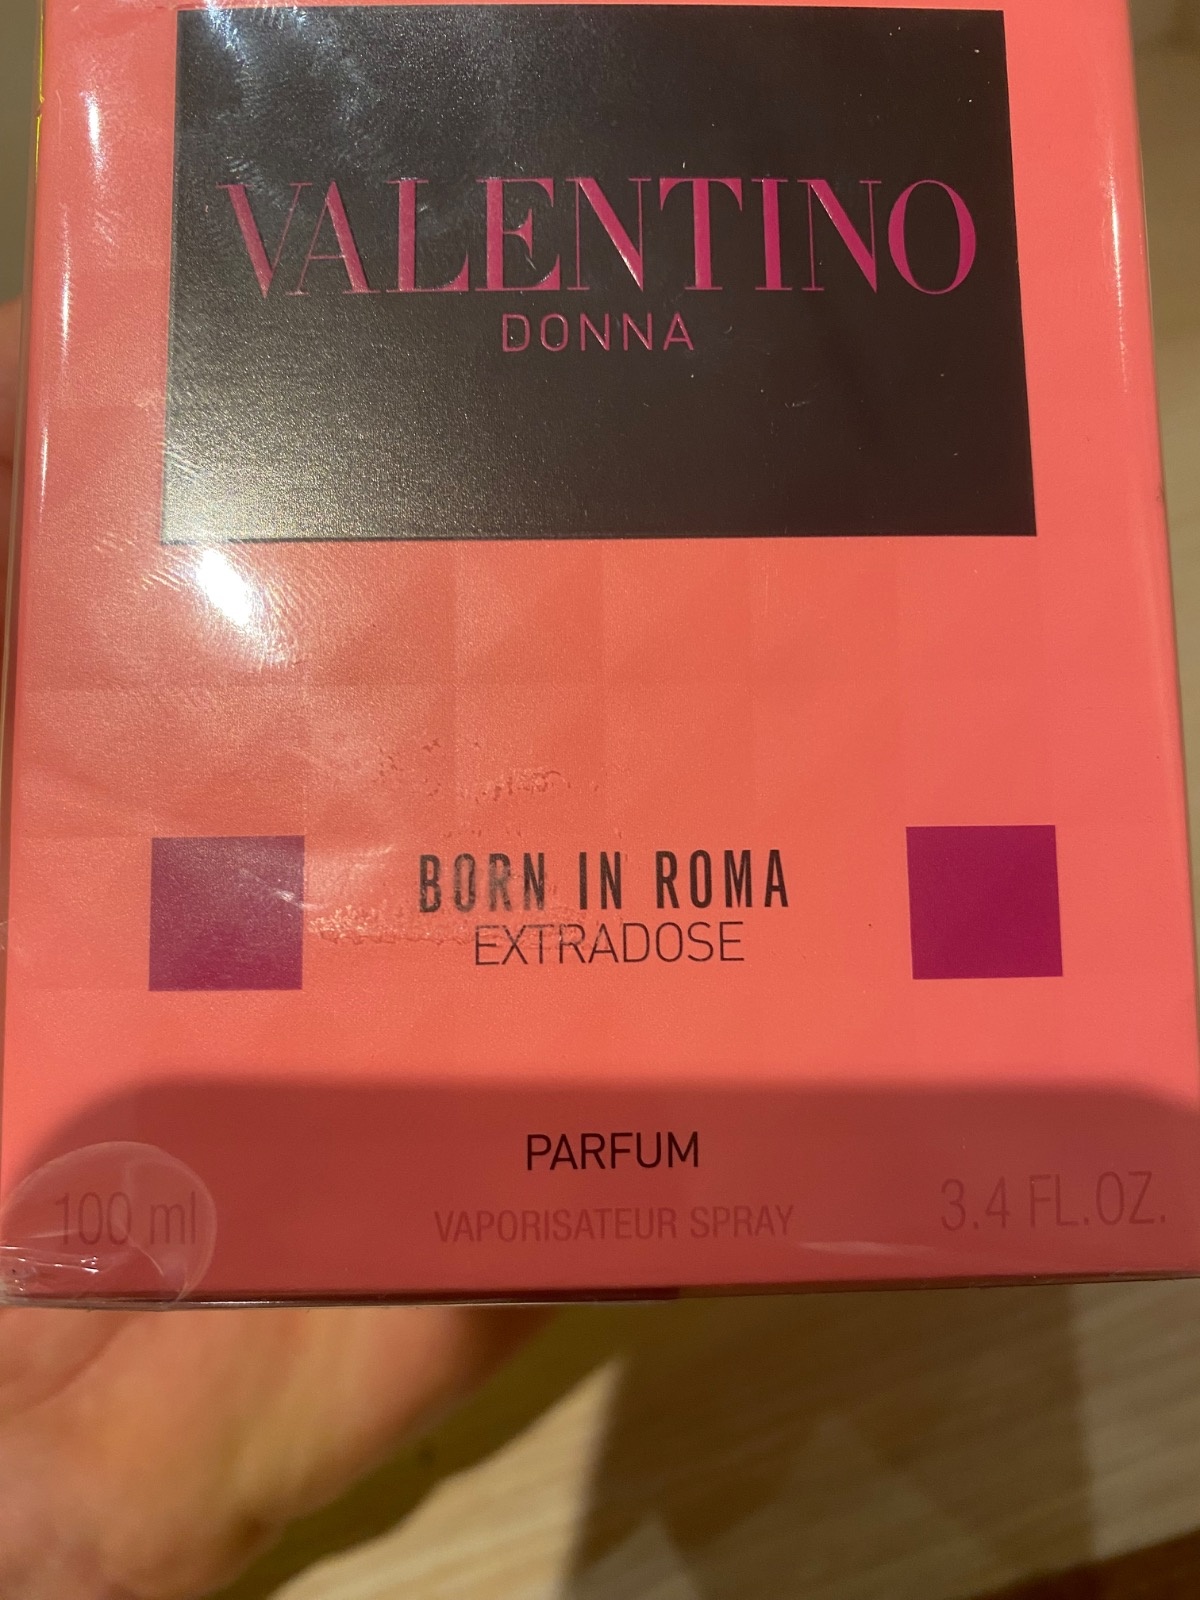 VALENTINO
DONNA
BORN IN ROMA
EXTRADOSE
PARFUM
100 ml VAPORISATEUR SPRAY 3.4 FL.OZ.